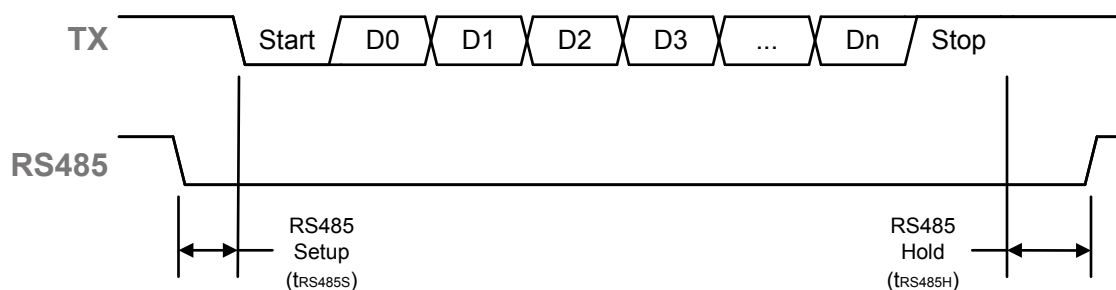 TX
Start D0 D1 D2 D3 ... Dn Stop
RS485
RS485
Setup
(tRS485S)
RS485
Hold
(tRS485H)